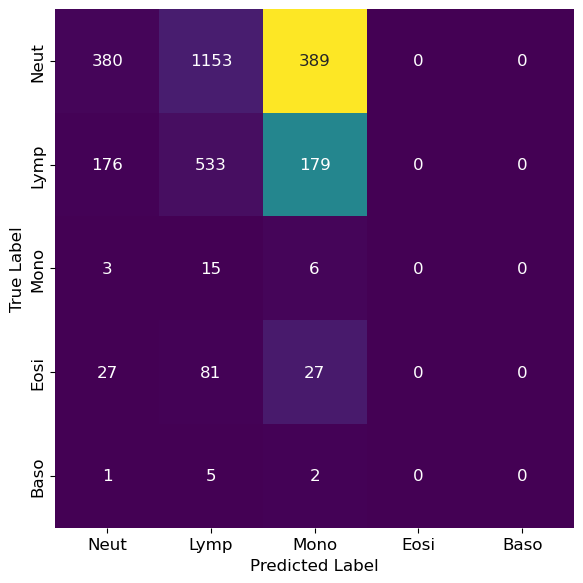 Neut 380 1153 389 0 0
Lymp 176 533 179 0 0
Mono 3 15 6 0 0
Eosi 27 81 27 0 0
Baso 1 5 2 0 0
True Label
Neut Lymp Mono Eosi Baso
Predicted Label